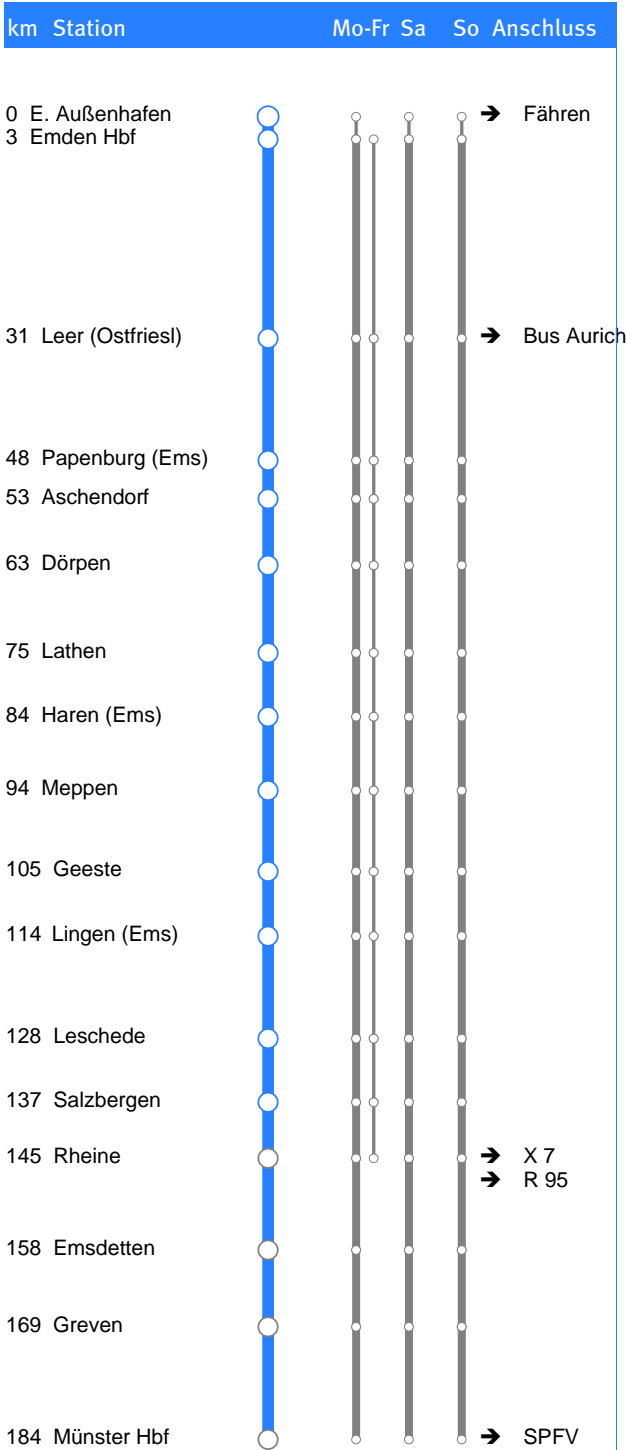 km Station Mo-Fr Sa So Anschluss
0 E. Außenhafen ➔ Fähren
3 Emden Hbf
31 Leer (Ostfriesl) ➔ Bus Aurich
48 Papenburg (Ems)
53 Aschendorf
63 Dörpen
75 Lathen
84 Haren (Ems)
94 Meppen
105 Geeste
114 Lingen (Ems)
128 Leschede
137 Salzbergen
145 Rheine ➔ X 7
➔ R 95
158 Emsdetten
169 Greven
184 Münster Hbf ➔ SPFV